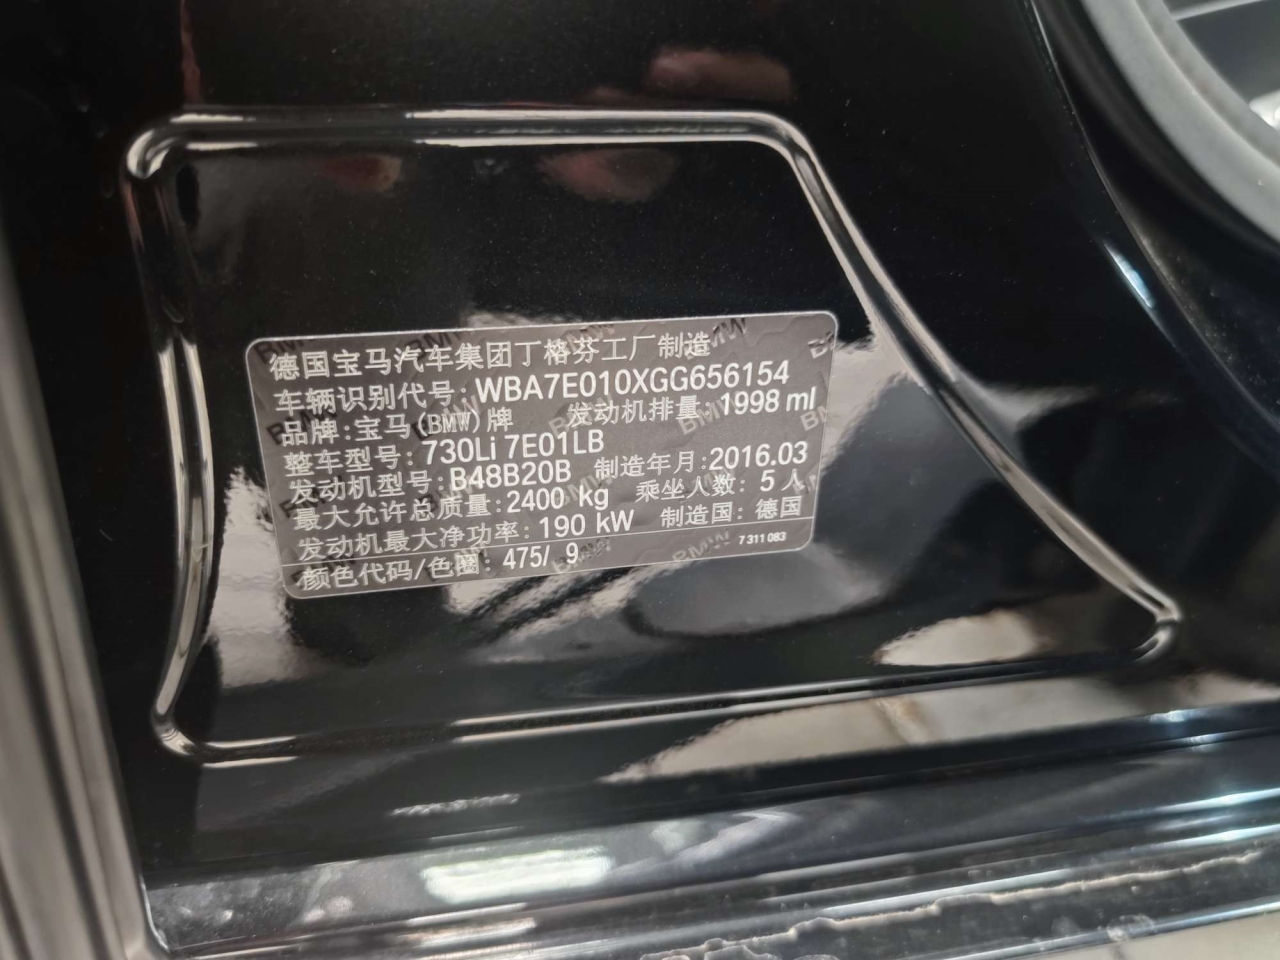 德国宝马汽车集团丁格芬工厂制造
车辆识别代号: WBA7E010XGG656154
品牌: 宝马(BMW)牌 发动机排量: 1998 ml
整车型号: 730Li 7E01LB
发动机型号: B48B20B 制造年月: 2016.03
最大允许总质量: 2400 kg 乘坐人数: 5 人
发动机最大净功率: 190 kW 制造国: 德国
颜色代码/色圈: 475/ 9 7 311 083